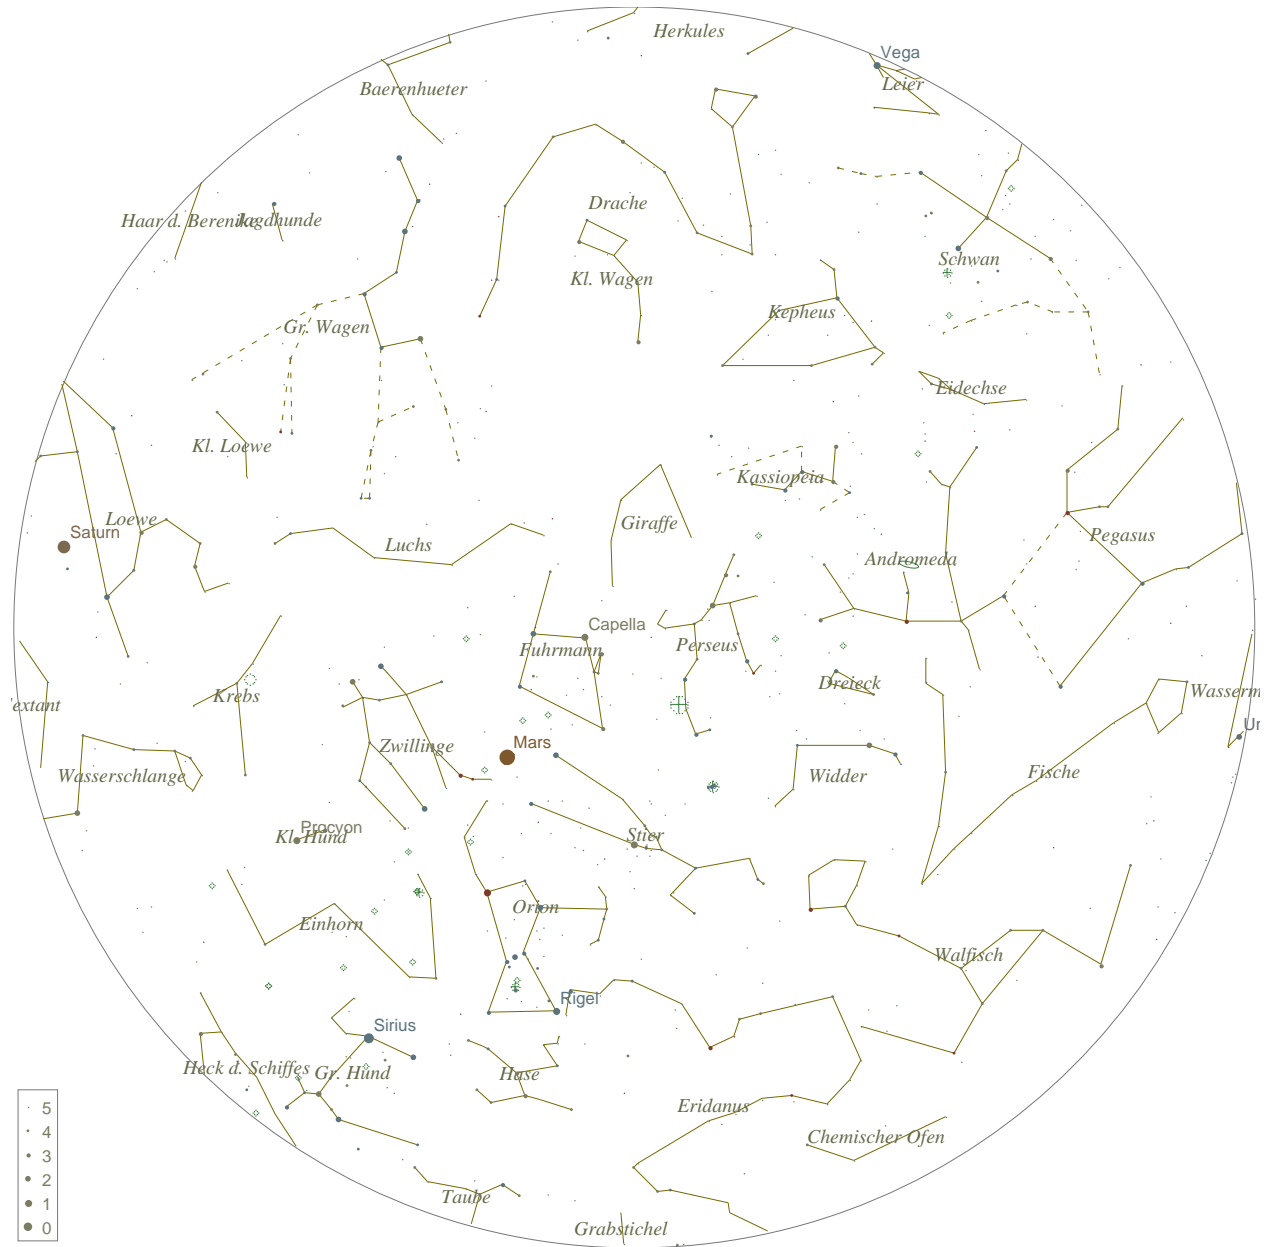 Herkules
Vega
Leier
Baerenhueter
Drache
Haar d. Berenike
Jagdhunde
Schwan
Kl. Wagen
Kepheus
Gr. Wagen
Eidechse
Kl. Loewe
Kassiopeia
Loewe
Giraffe
Saturn
Pegasus
Luchs
Andromeda
Capella
Fuhrmann
Perseus
Dreieck
Krebs
Wasserm
extant
Ur
Mars
Zwillinge
Wasserschlange
Widder
Fische
Procyon
Kl. Hund
Stier
Orion
Einhorn
Walfisch
Rigel
Sirius
Heck d. Schiffes
Gr. Hund
Hase
Eridanus
Chemischer Ofen
Taube
Grabstichel
5
4
3
2
1
0